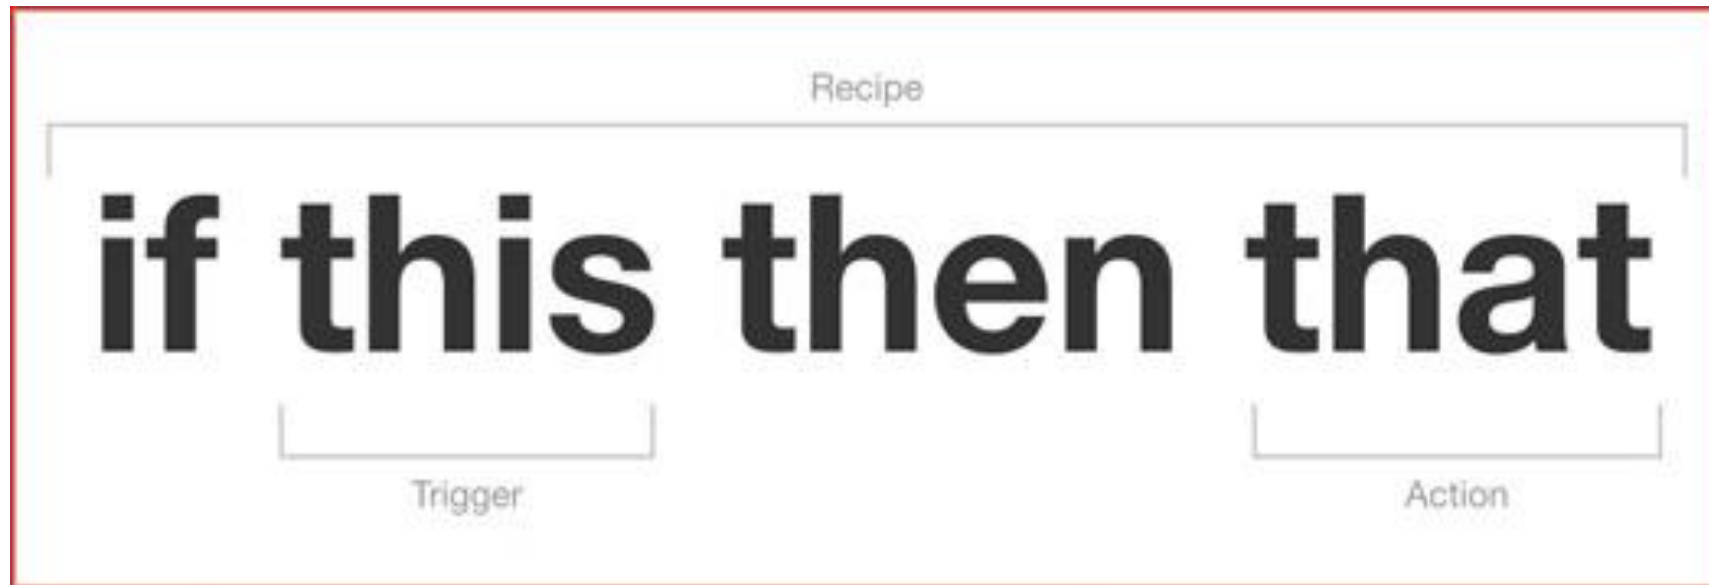 Recipe
if this then that
Trigger Action